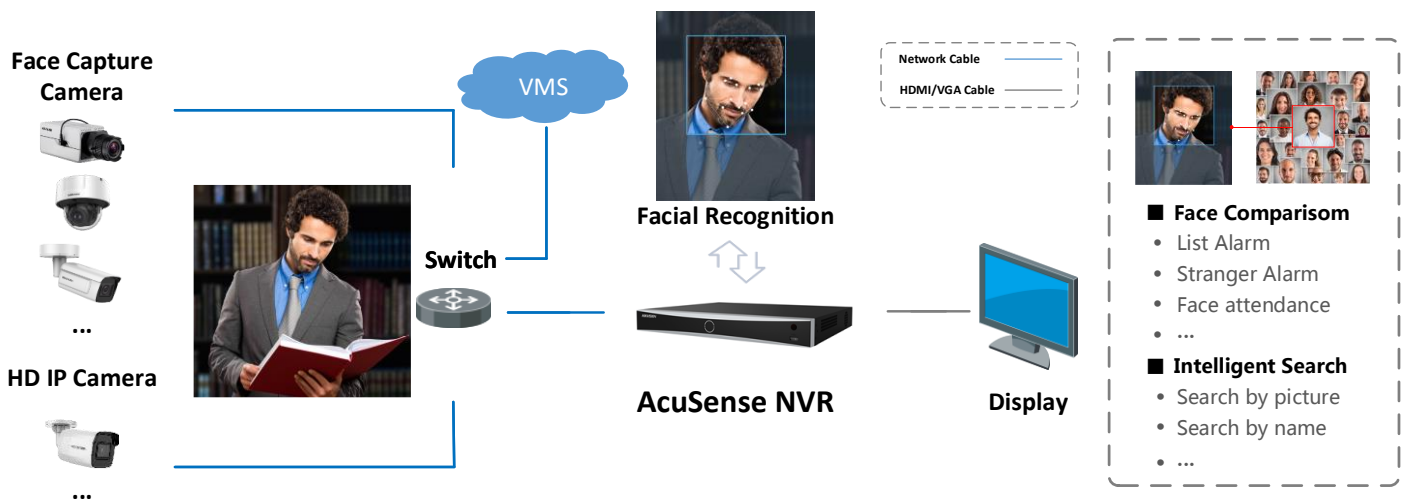 Face Capture
Camera
...
HD IP Camera
...
VMS
Switch
Facial Recognition
AcuSense NVR
Display
Network Cable
HDMI/VGA Cable
■ Face Comparisom
• List Alarm
• Stranger Alarm
• Face attendance
• ...
■ Intelligent Search
• Search by picture
• Search by name
• ...